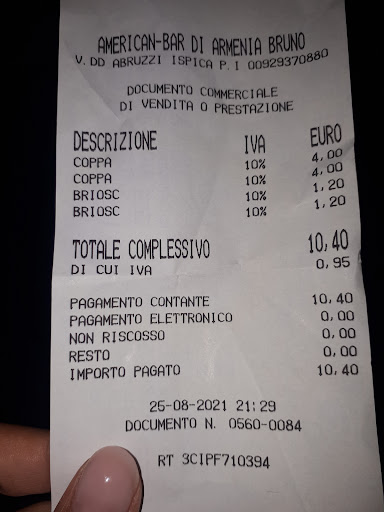 AMERICAN-BAR DI ARMENIA BRUNO
V. DD ABRUZZI ISPICA P. I 00929370880
DOCUMENTO COMMERCIALE
DI VENDITA O PRESTAZIONE
DESCRIZIONE IVA EURO
COPPA 10% 4,00
COPPA 10% 4,00
BRIOSC 10% 1,20
BRIOSC 10% 1,20
TOTALE COMPLESSIVO 10,40
DI CUI IVA 0,95
PAGAMENTO CONTANTE 10,40
PAGAMENTO ELETTRONICO 0,00
NON RISCOSSO 0,00
RESTO 0,00
IMPORTO PAGATO 10,40
25-08-2021 21:29
DOCUMENTO N. 0560-0084
RT 3CIPF710394